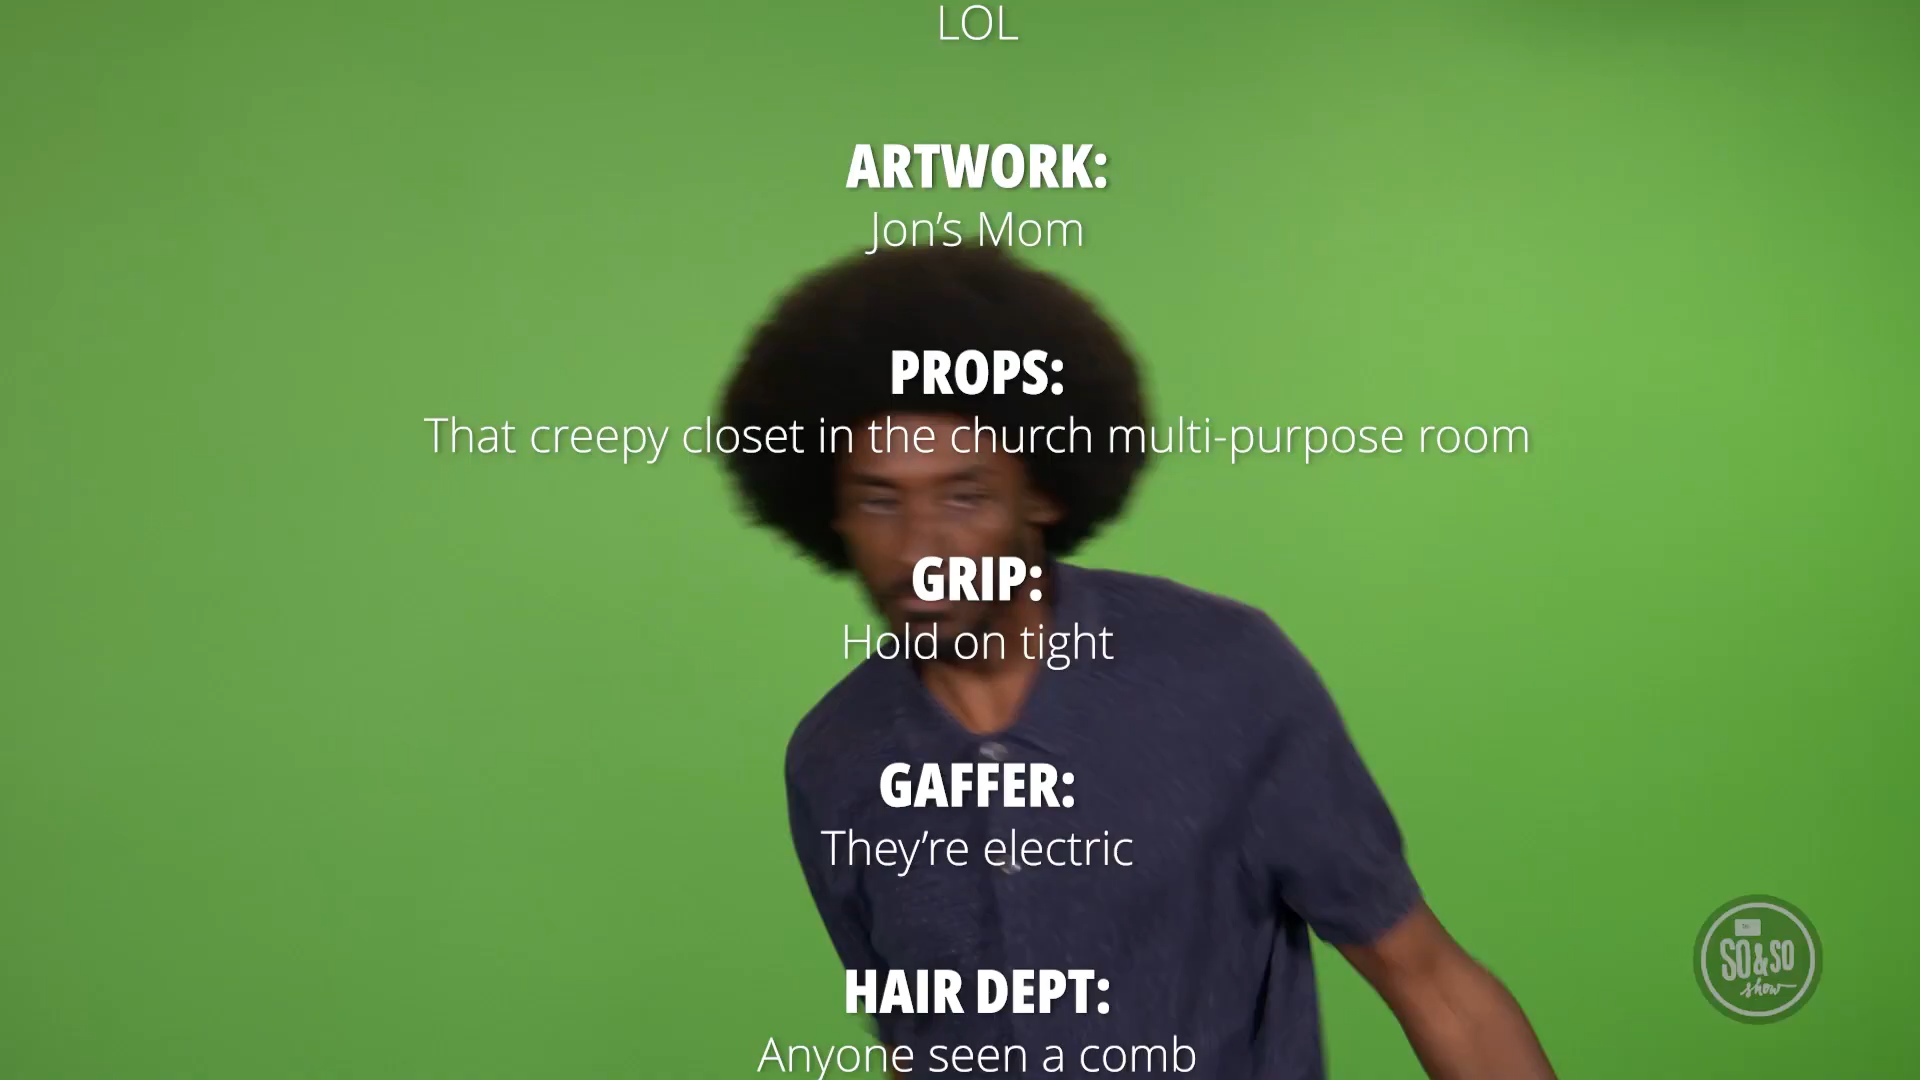 LOL
ARTWORK:
Jon's Mom
PROPS:
That creepy closet in the church multi-purpose room
GRIP:
Hold on tight
GAFFER:
They're electric
HAIR DEPT:
Anyone seen a comb
SO & SO
show